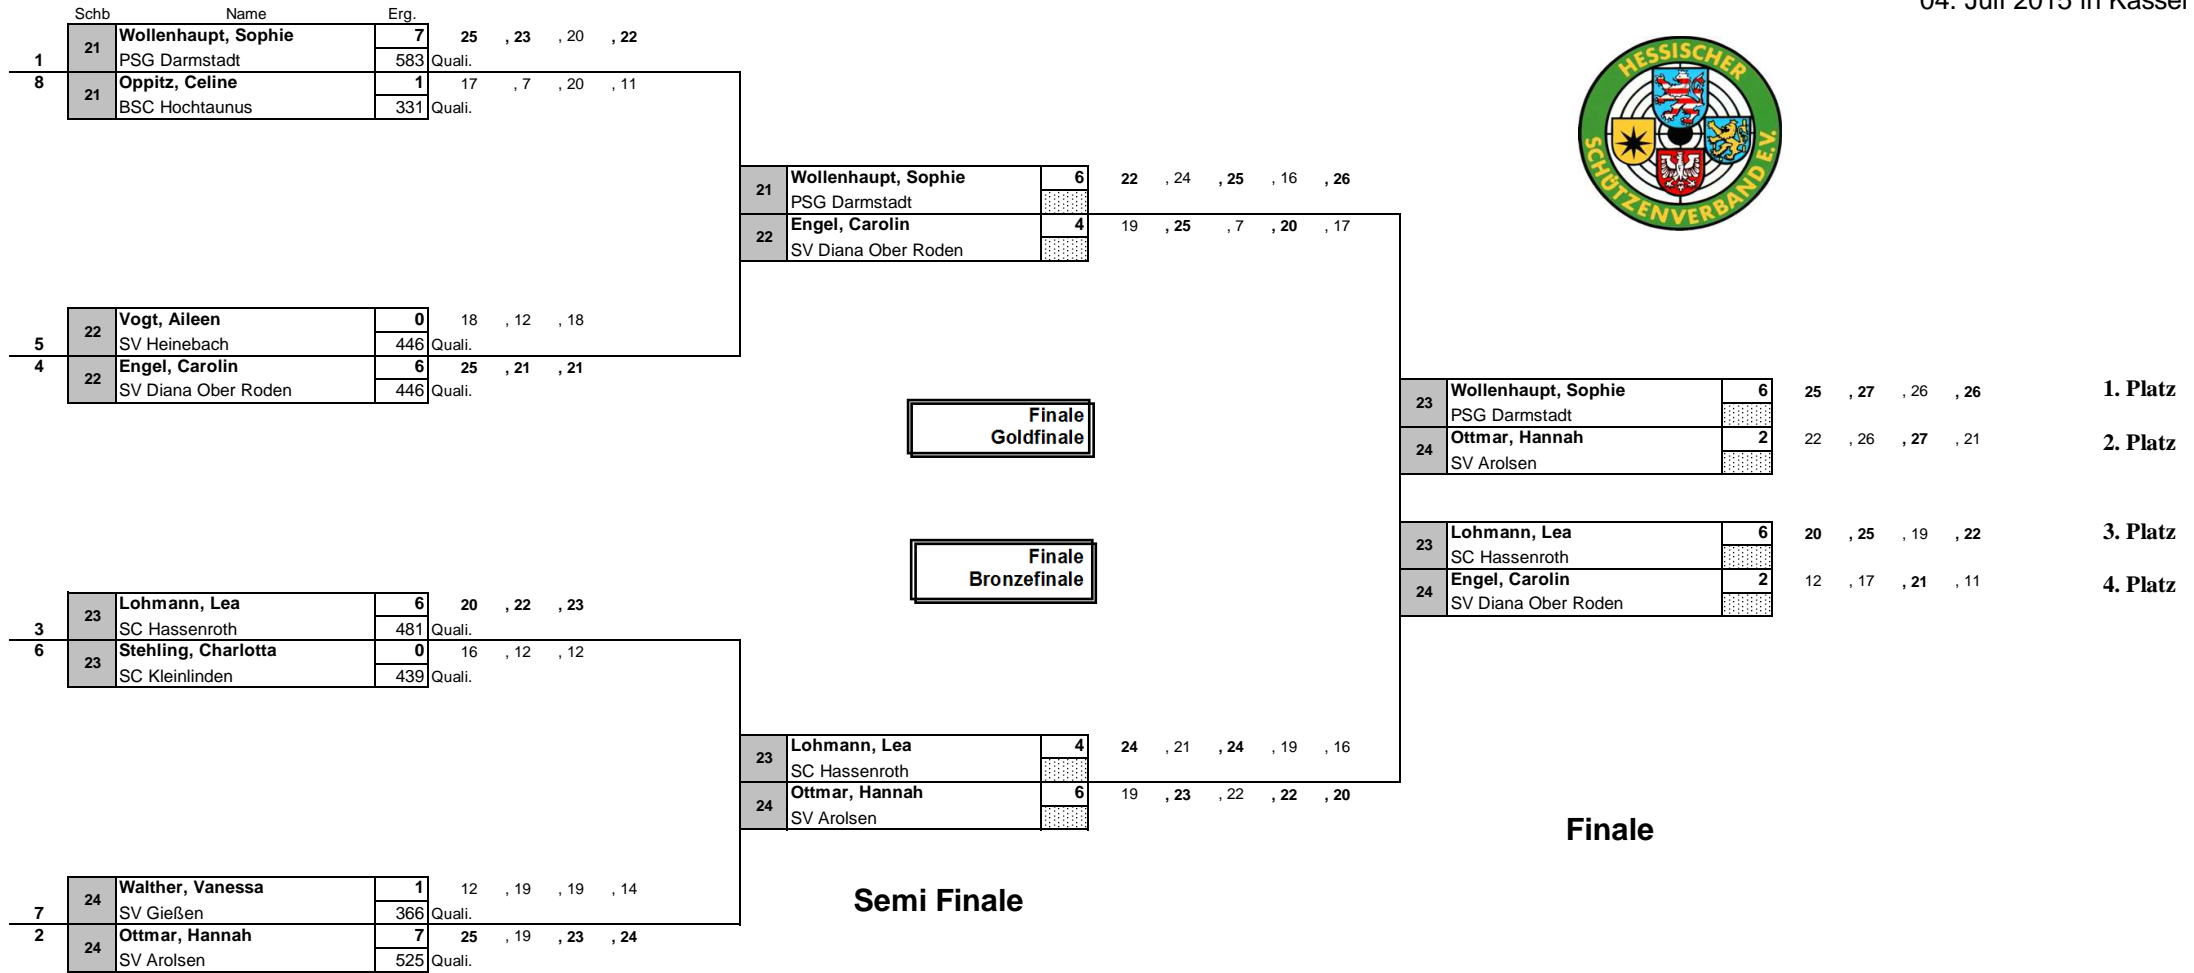 04. Juli 2015 in Kassel
Schb Name Erg.
21 Wollenhaupt, Sophie 7 25 , 23 , 20 , 22
1 PSG Darmstadt 583 Quali.
8 21 Oppitz, Celine 1 17 , 7 , 20 , 11
BSC Hochtaunus 331 Quali.
HESSISCHER SCHÜTZENVERBAND E.V.
21 Wollenhaupt, Sophie 6 22 , 24 , 25 , 16 , 26
PSG Darmstadt
22 Engel, Carolin 4 19 , 25 , 7 , 20 , 17
SV Diana Ober Roden
22 Vogt, Aileen 0 18 , 12 , 18
5 SV Heinebach 446 Quali.
4 22 Engel, Carolin 6 25 , 21 , 21
SV Diana Ober Roden 446 Quali.
23 Wollenhaupt, Sophie 6 25 , 27 , 26 , 26 1. Platz
PSG Darmstadt
24 Ottmar, Hannah 2 22 , 26 , 27 , 21 2. Platz
SV Arolsen
Finale
Goldfinale
23 Lohmann, Lea 6 20 , 25 , 19 , 22 3. Platz
SC Hassenroth
24 Engel, Carolin 2 12 , 17 , 21 , 11 4. Platz
SV Diana Ober Roden
Finale
Bronzefinale
23 Lohmann, Lea 6 20 , 22 , 23
3 SC Hassenroth 481 Quali.
6 23 Stehling, Charlotta 0 16 , 12 , 12
SC Kleinlinden 439 Quali.
23 Lohmann, Lea 4 24 , 21 , 24 , 19 , 16
SC Hassenroth
24 Ottmar, Hannah 6 19 , 23 , 22 , 22 , 20
SV Arolsen
Finale
24 Walther, Vanessa 1 12 , 19 , 19 , 14
7 SV Gießen 366 Quali.
2 24 Ottmar, Hannah 7 25 , 19 , 23 , 24
SV Arolsen 525 Quali.
Semi Finale